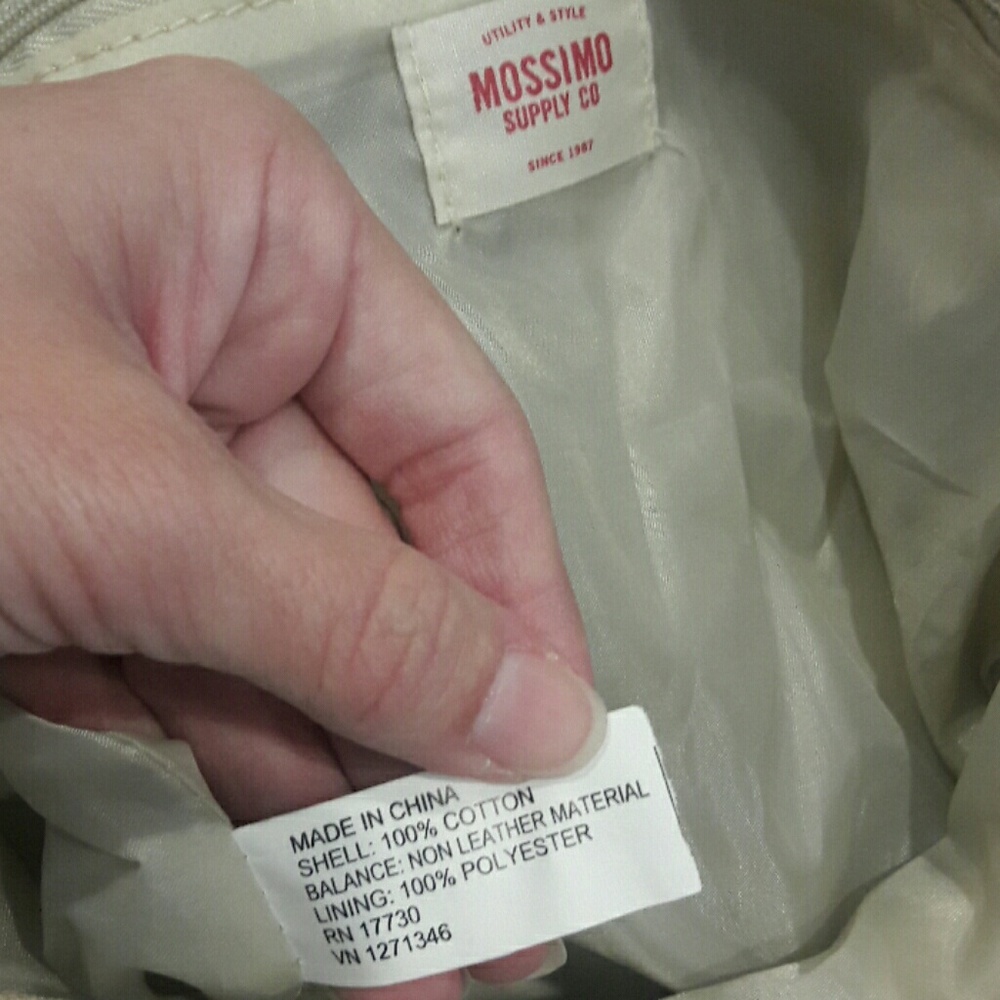 UTILITY & STYLE
MOSSIMO
SUPPLY CO
SINCE 1987
MADE IN CHINA
SHELL: 100% COTTON
BALANCE: NON LEATHER MATERIAL
LINING: 100% POLYESTER
RN 17730
VN 1271346